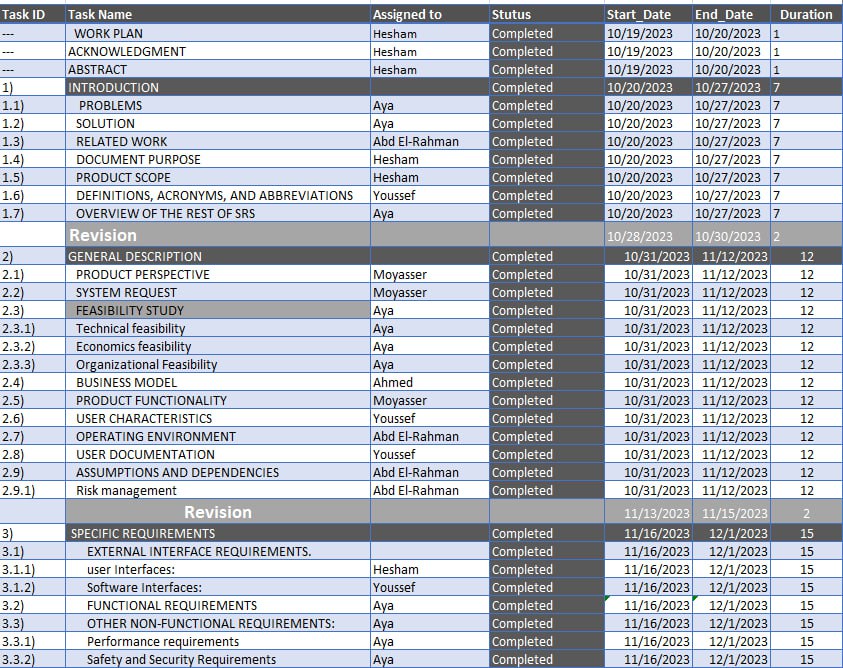 Task ID Task Name Assigned to Stutus Start_Date End_Date Duration
--- WORK PLAN Hesham Completed 10/19/2023 10/20/2023 1
--- ACKNOWLEDGMENT Hesham Completed 10/19/2023 10/20/2023 1
--- ABSTRACT Hesham Completed 10/19/2023 10/20/2023 1
1) INTRODUCTION Completed 10/20/2023 10/27/2023 7
1.1) PROBLEMS Aya Completed 10/20/2023 10/27/2023 7
1.2) SOLUTION Aya Completed 10/20/2023 10/27/2023 7
1.3) RELATED WORK Abd El-Rahman Completed 10/20/2023 10/27/2023 7
1.4) DOCUMENT PURPOSE Hesham Completed 10/20/2023 10/27/2023 7
1.5) PRODUCT SCOPE Hesham Completed 10/20/2023 10/27/2023 7
1.6) DEFINITIONS, ACRONYMS, AND ABBREVIATIONS Youssef Completed 10/20/2023 10/27/2023 7
1.7) OVERVIEW OF THE REST OF SRS Aya Completed 10/20/2023 10/27/2023 7
Revision 10/28/2023 10/30/2023 2
2) GENERAL DESCRIPTION Completed 10/31/2023 11/12/2023 12
2.1) PRODUCT PERSPECTIVE Moyasser Completed 10/31/2023 11/12/2023 12
2.2) SYSTEM REQUEST Moyasser Completed 10/31/2023 11/12/2023 12
2.3) FEASIBILITY STUDY Aya Completed 10/31/2023 11/12/2023 12
2.3.1) Technical feasibility Aya Completed 10/31/2023 11/12/2023 12
2.3.2) Economics feasibility Aya Completed 10/31/2023 11/12/2023 12
2.3.3) Organizational Feasibility Aya Completed 10/31/2023 11/12/2023 12
2.4) BUSINESS MODEL Ahmed Completed 10/31/2023 11/12/2023 12
2.5) PRODUCT FUNCTIONALITY Moyasser Completed 10/31/2023 11/12/2023 12
2.6) USER CHARACTERISTICS Youssef Completed 10/31/2023 11/12/2023 12
2.7) OPERATING ENVIRONMENT Abd El-Rahman Completed 10/31/2023 11/12/2023 12
2.8) USER DOCUMENTATION Youssef Completed 10/31/2023 11/12/2023 12
2.9) ASSUMPTIONS AND DEPENDENCIES Abd El-Rahman Completed 10/31/2023 11/12/2023 12
2.9.1) Risk management Abd El-Rahman Completed 10/31/2023 11/12/2023 12
Revision 11/13/2023 11/15/2023 2
3) SPECIFIC REQUIREMENTS Completed 11/16/2023 12/1/2023 15
3.1) EXTERNAL INTERFACE REQUIREMENTS. Completed 11/16/2023 12/1/2023 15
3.1.1) user Interfaces: Hesham Completed 11/16/2023 12/1/2023 15
3.1.2) Software Interfaces: Youssef Completed 11/16/2023 12/1/2023 15
3.2) FUNCTIONAL REQUIREMENTS Aya Completed 11/16/2023 12/1/2023 15
3.3) OTHER NON-FUNCTIONAL REQUIREMENTS: Aya Completed 11/16/2023 12/1/2023 15
3.3.1) Performance requirements Aya Completed 11/16/2023 12/1/2023 15
3.3.2) Safety and Security Requirements Aya Completed 11/16/2023 12/1/2023 15